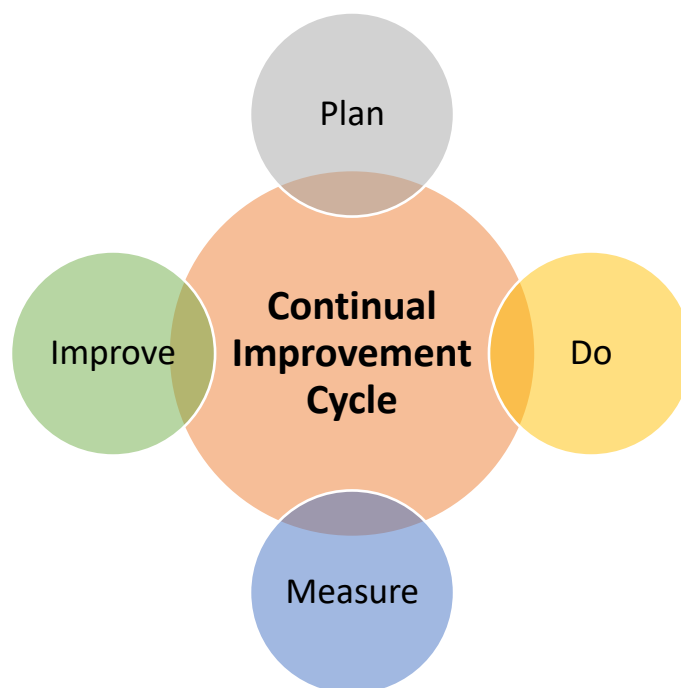 Plan
Continual
Improvement
Cycle
Improve
Do
Measure